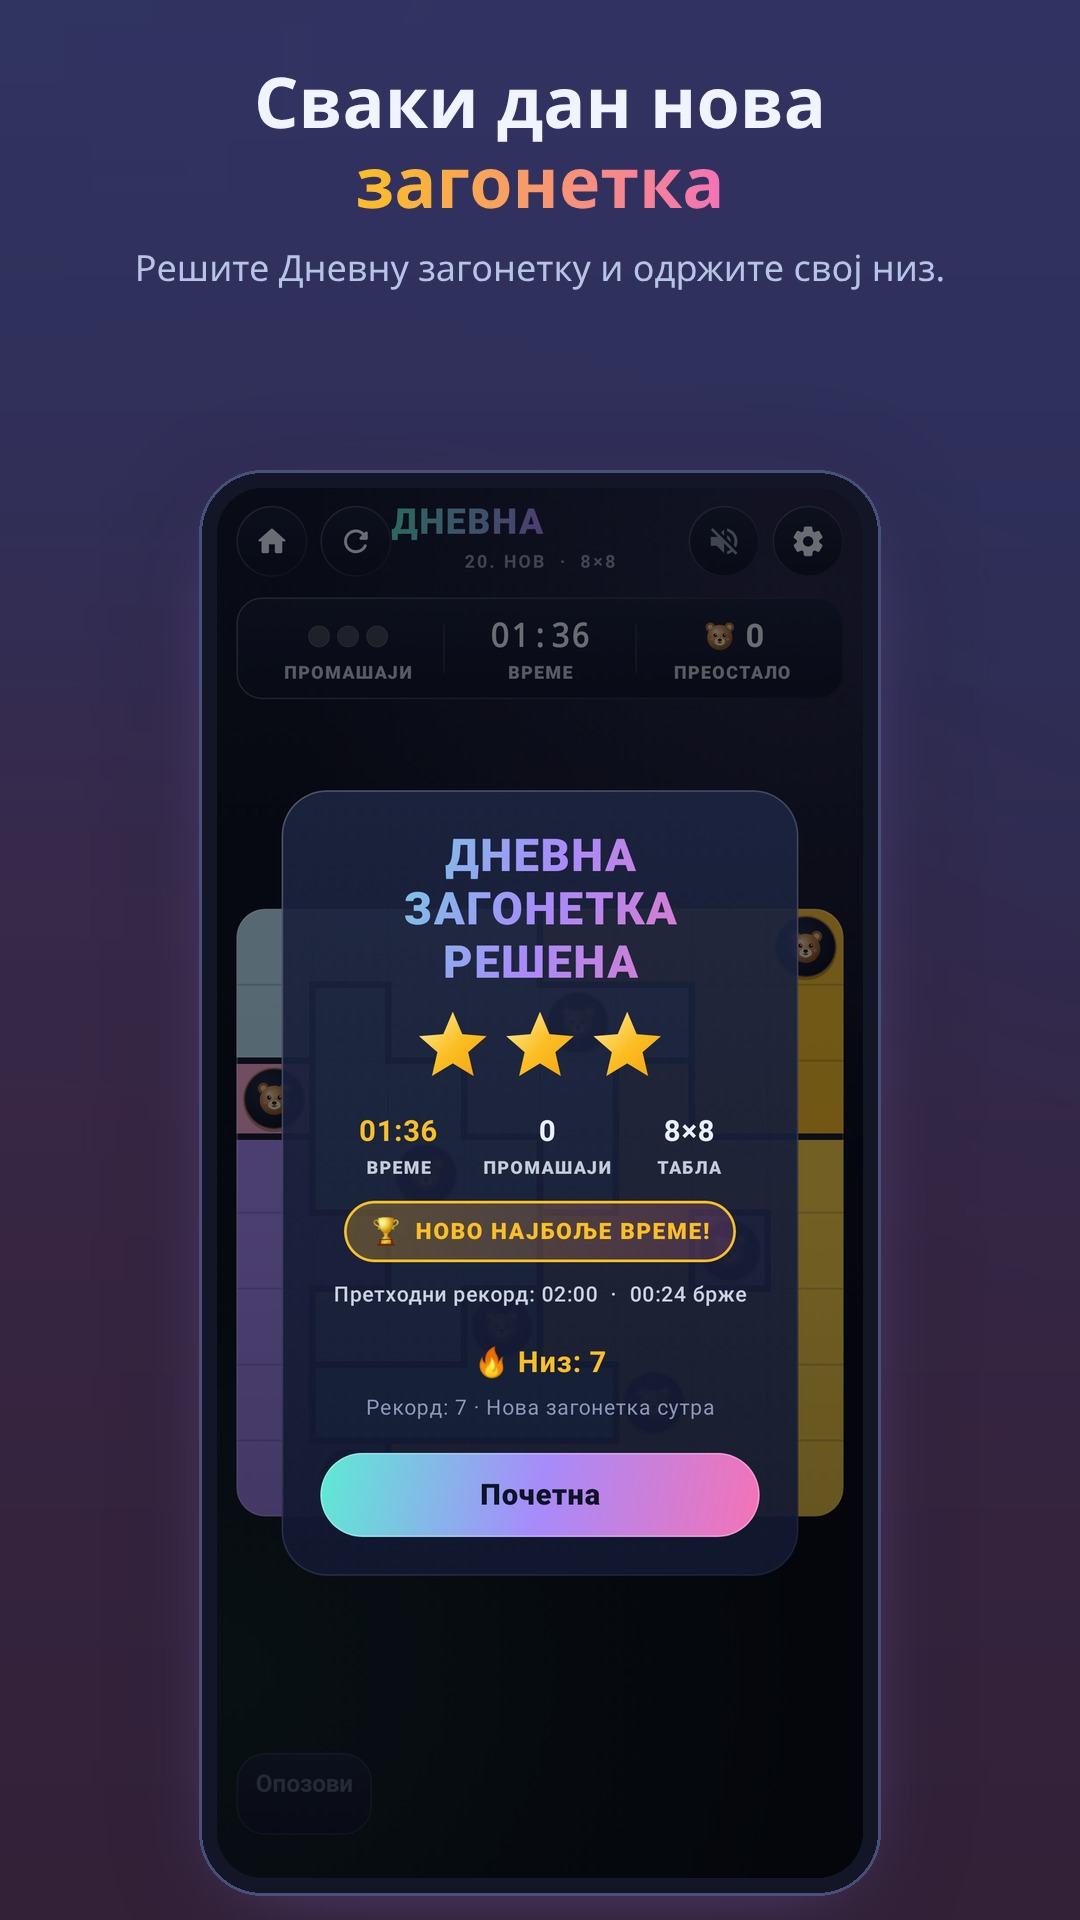 Сваки дан нова
загонетка
Решите Дневну загонетку и одржите свој низ.
ДНЕВНА
20. НОВ · 8×8
ПРОМАШАЈИ
01:36
ВРЕМЕ
0
ПРЕОСТАЛО
ДНЕВНА
ЗАГОНЕТКА
РЕШЕНА
01:36 0 8×8
ВРЕМЕ ПРОМАШАЈИ ТАБЛА
НОВО НАЈБОЉЕ ВРЕМЕ!
Претходни рекорд: 02:00 · 00:24 брже
Низ: 7
Рекорд: 7 · Нова загонетка сутра
Почетна
Опозови